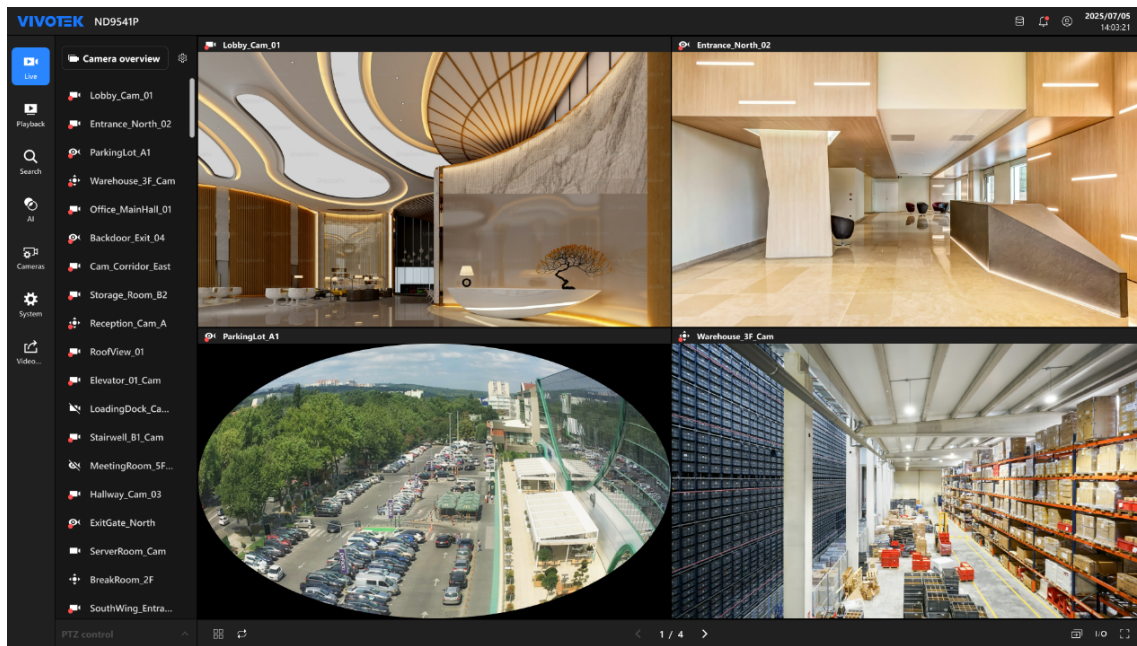 VIVOTEK ND9541P
2025/07/05
14:03:21
Live
Playback
Search
AI
Cameras
System
Video...
Camera overview
Lobby_Cam_01
Entrance_North_02
ParkingLot_A1
Warehouse_3F_Cam
Office_MainHall_01
Backdoor_Exit_04
Cam_Corridor_East
Storage_Room_B2
Reception_Cam_A
RoofView_01
Elevator_01_Cam
LoadingDock_Ca...
Stairwell_B1_Cam
MeetingRoom_5F...
Hallway_Cam_03
ExitGate_North
ServerRoom_Cam
BreakRoom_2F
SouthWing_Entra...
PTZ control
Lobby_Cam_01
Entrance_North_02
ParkingLot_A1
Warehouse_3F_Cam
1 / 4
I/O